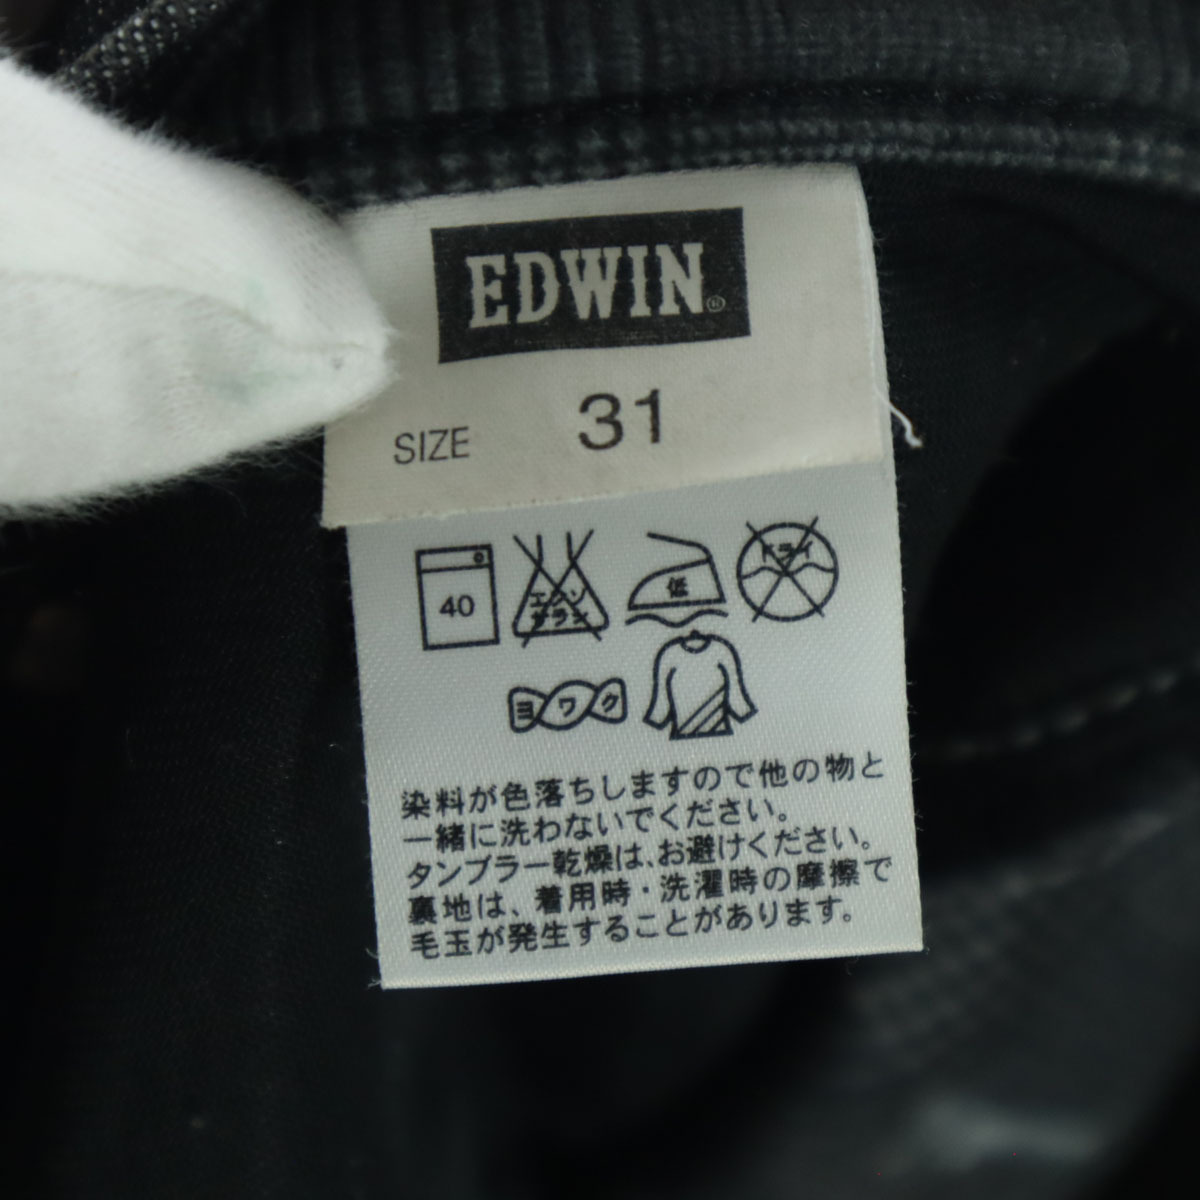 EDWIN®
SIZE 31
40
エンソ
サラシ
低
ドライ
ヨワク
染料が色落ちしますので他の物と
一緒に洗わないでください。
タンブラー乾燥は、お避けください。
裏地は、着用時・洗濯時の摩擦で
毛玉が発生することがあります。